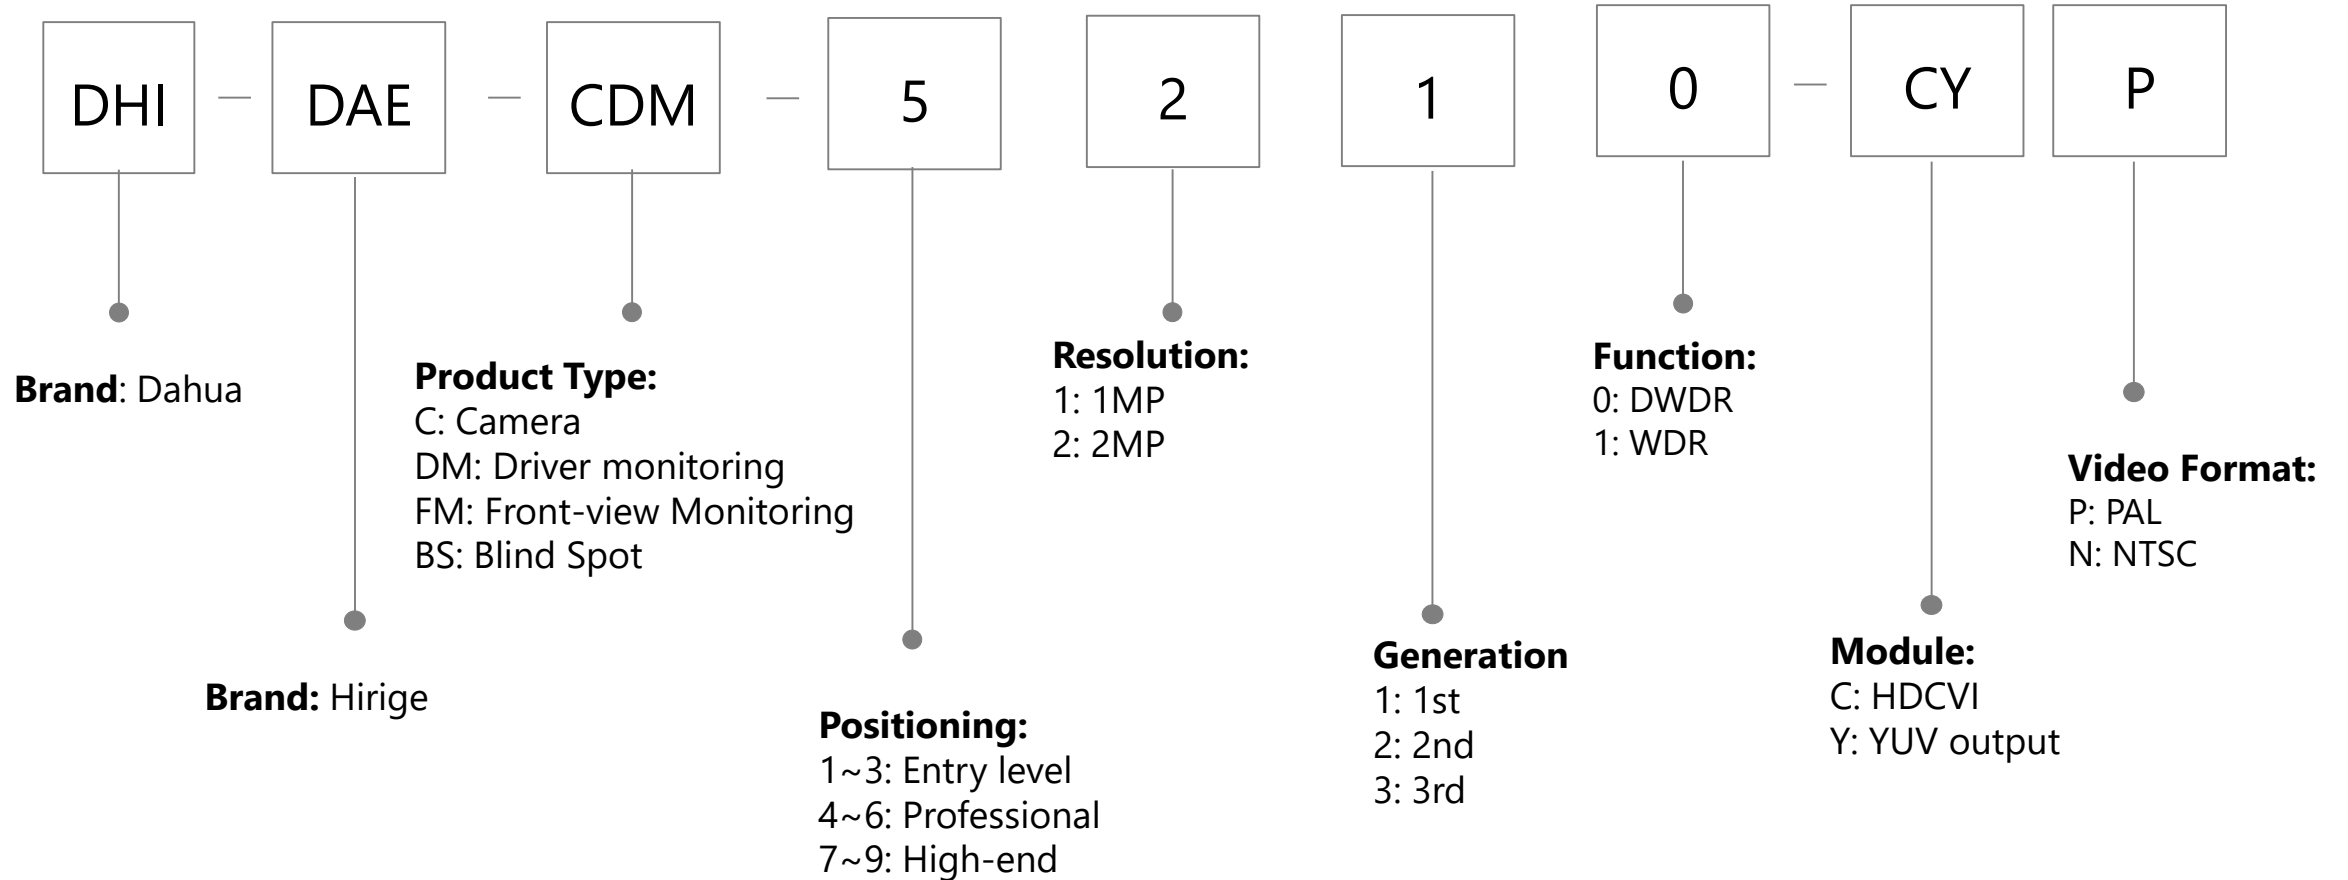 DHI — DAE — CDM — 5 2 1 0 — CY P
Brand: Dahua
Product Type:
C: Camera
DM: Driver monitoring
FM: Front-view Monitoring
BS: Blind Spot
Resolution:
1: 1MP
2: 2MP
Function:
0: DWDR
1: WDR
Video Format:
P: PAL
N: NTSC
Brand: Hirige
Positioning:
1~3: Entry level
4~6: Professional
7~9: High-end
Generation
1: 1st
2: 2nd
3: 3rd
Module:
C: HDCVI
Y: YUV output